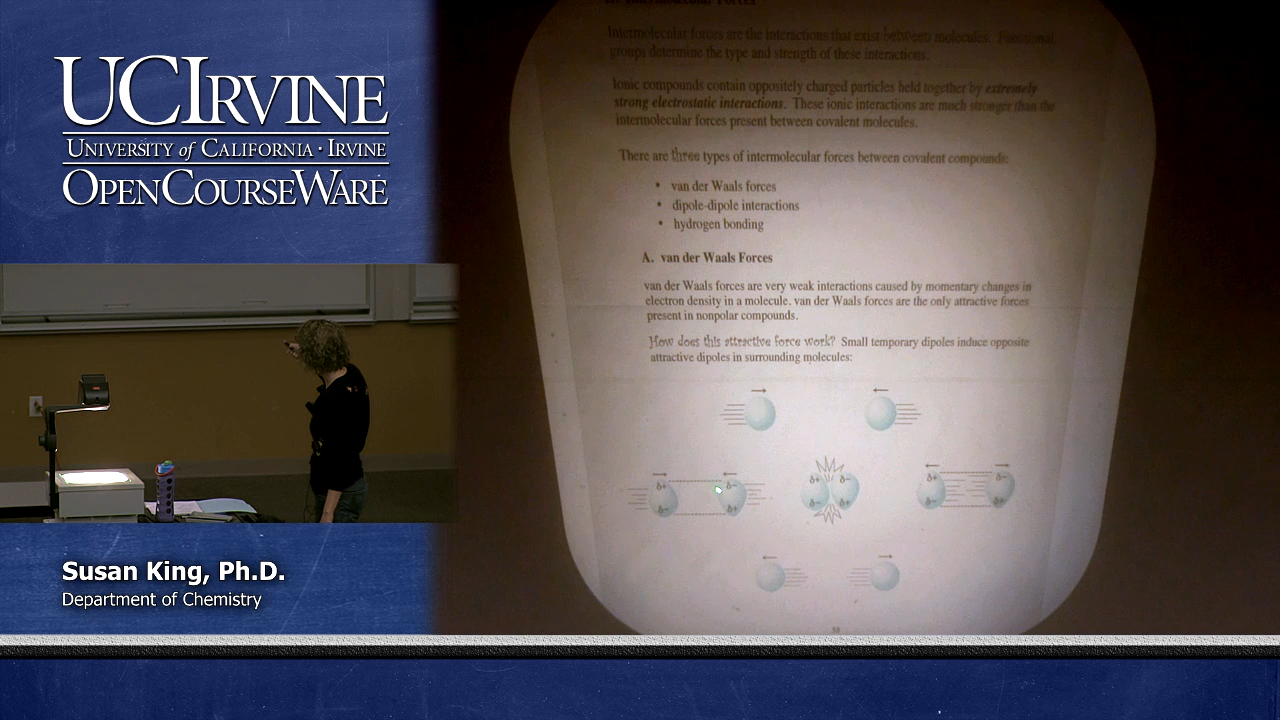 UCIRVINE
UNIVERSITY of CALIFORNIA · IRVINE
OPENCOURSEWARE
Susan King, Ph.D.
Department of Chemistry
Intermolecular Forces
Intermolecular forces are the interactions that exist between molecules. Functional
groups determine the type and strength of these interactions.
Ionic compounds contain oppositely charged particles held together by extremely
strong electrostatic interactions. These ionic interactions are much stronger than the
intermolecular forces present between covalent molecules.
There are three types of intermolecular forces between covalent compounds:
• van der Waals forces
• dipole-dipole interactions
• hydrogen bonding
A. van der Waals Forces
van der Waals forces are very weak interactions caused by momentary changes in
electron density in a molecule. van der Waals forces are the only attractive forces
present in nonpolar compounds.
How does this attractive force work? Small temporary dipoles induce opposite
attractive dipoles in surrounding molecules:
δ+ δ− δ+ δ− δ+ δ−
δ− δ+ δ− δ+ δ− δ+